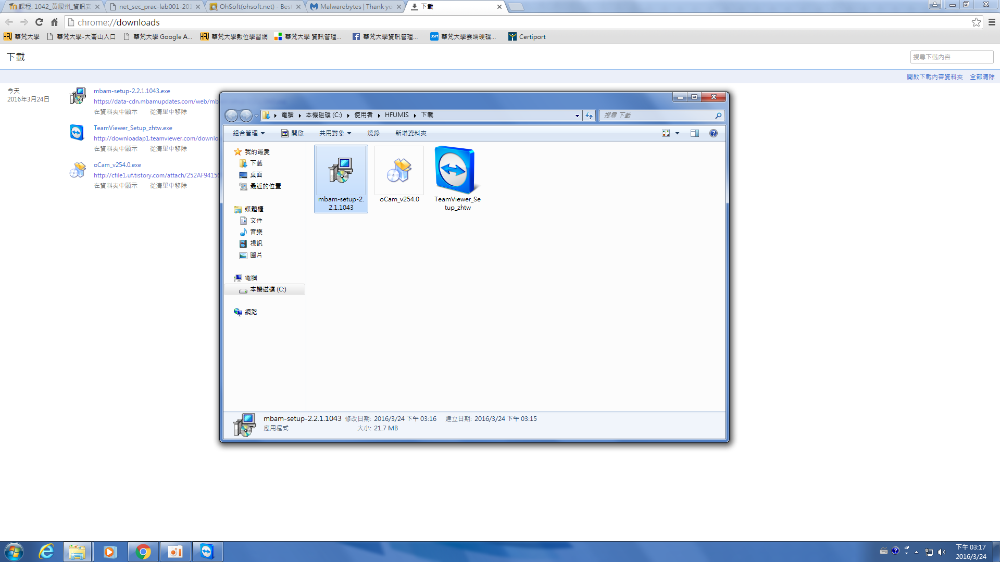 課程: 1042_黃履州_資訊安
net_sec_prac-lab001-201
OhSoft(ohsoft.net) - Best
Malwarebytes | Thank yo
下載
chrome://downloads
HFU 華梵大學
華梵大學-大崙山入口
華梵大學 Google A...
HFU 華梵大學數位學習網
華梵大學 資訊管理...
華梵大學資訊管理...
DSM 華梵大學雲端硬碟...
Certiport
下載
搜尋下載內容
開啟下載內容資料夾 全部清除
今天
2016年3月24日
mbam-setup-2.2.1.1043.exe
https://data-cdn.mbamupdates.com/web/mb
在資料夾中顯示 從清單中移除
TeamViewer_Setup_zhtw.exe
http://downloadap1.teamviewer.com/downlo
在資料夾中顯示 從清單中移除
oCam_v254.0.exe
http://cfile1.uf.tistory.com/attach/252AF94156
在資料夾中顯示 從清單中移除
電腦 本機磁碟 (C:) 使用者 HFUMIS 下載
搜尋 下載
組合管理 開啟 共用對象 燒錄 新增資料夾
我的最愛
下載
桌面
最近的位置
媒體櫃
文件
音樂
視訊
圖片
電腦
本機磁碟 (C:)
網路
mbam-setup-2.
2.1.1043
oCam_v254.0
TeamViewer_Se
tup_zhtw
mbam-setup-2.2.1.1043 修改日期: 2016/3/24 下午 03:16 建立日期: 2016/3/24 下午 03:15
應用程式 大小: 21.7 MB
下午 03:17
2016/3/24